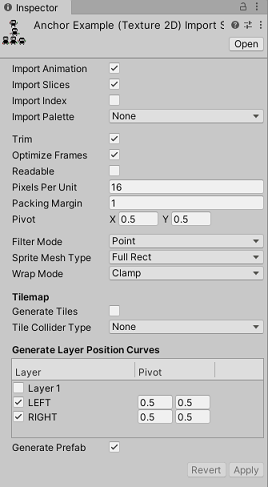 Inspector
Anchor Example (Texture 2D) Import S
Open
Import Animation
Import Slices
Import Index
Import Palette None
Trim
Optimize Frames
Readable
Pixels Per Unit 16
Packing Margin 1
Pivot X 0.5 Y 0.5
Filter Mode Point
Sprite Mesh Type Full Rect
Wrap Mode Clamp
Tilemap
Generate Tiles
Tile Collider Type None
Generate Layer Position Curves
Layer Pivot
Layer 1
LEFT 0.5 0.5
RIGHT 0.5 0.5
Generate Prefab
Revert Apply